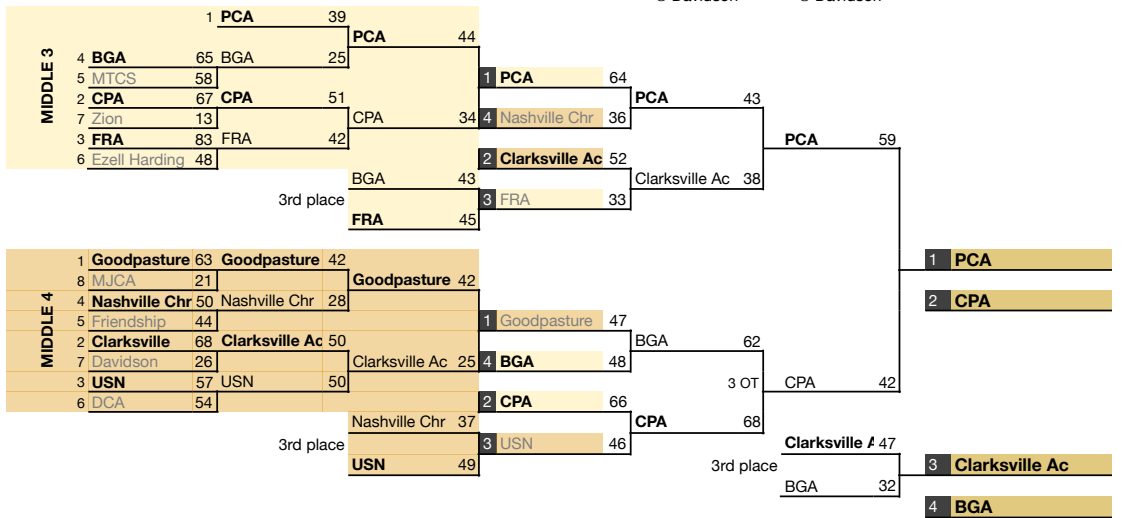 1 PCA 39
PCA 44
4 BGA 65 BGA 25
5 MTCS 58
1 PCA 64
2 CPA 67 CPA 51
PCA 43
7 Zion 13
CPA 34
4 Nashville Chr 36
3 FRA 83 FRA 42
PCA 59
6 Ezell Harding 48
2 Clarksville Ac 52
MIDDLE 3
BGA 43
Clarksville Ac 38
3rd place
3 FRA 33
FRA 45
1 Goodpasture 63 Goodpasture 42
1 PCA
8 MJCA 21
Goodpasture 42
4 Nashville Chr 50 Nashville Chr 28
2 CPA
5 Friendship 44
1 Goodpasture 47
2 Clarksville 68 Clarksville Ac 50
BGA 62
7 Davidson 26
Clarksville Ac 25
4 BGA 48
3 USN 57 USN 50
3 OT
CPA 42
6 DCA 54
2 CPA 66
MIDDLE 4
Nashville Chr 37
CPA 68
3rd place
3 USN 46
Clarksville A 47
USN 49
3rd place
3 Clarksville Ac
BGA 32
4 BGA